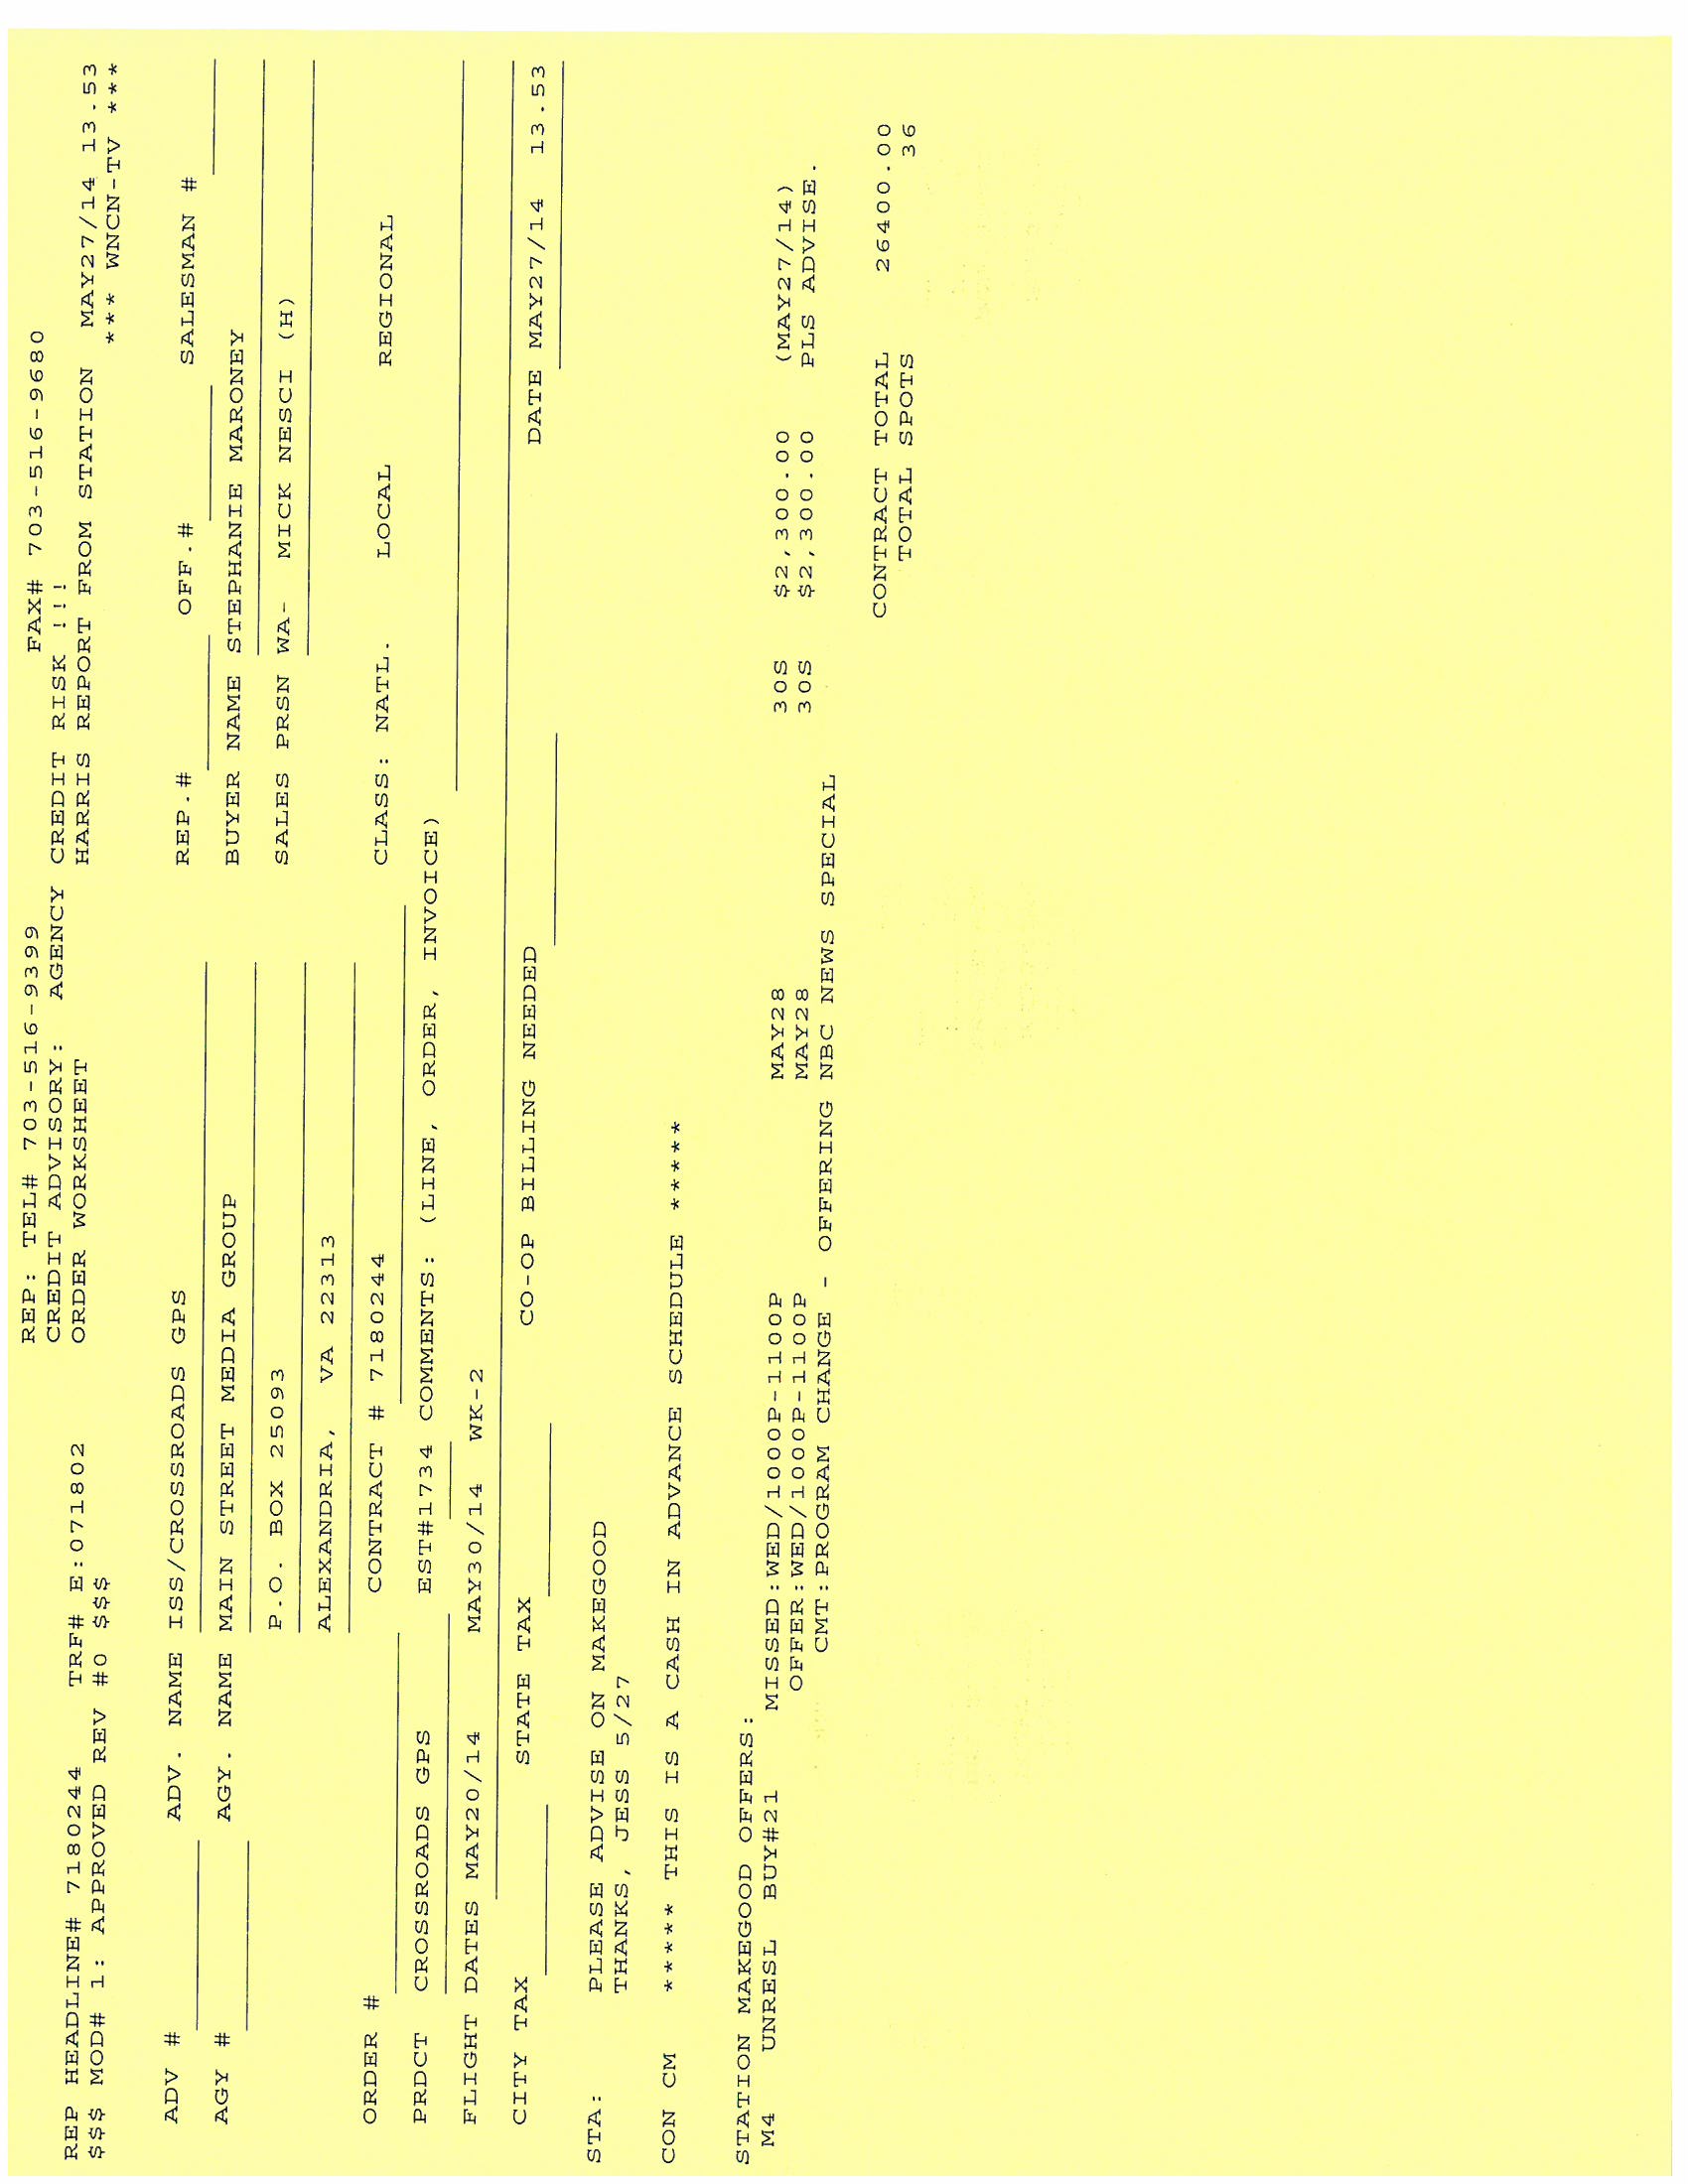 REP: TEL# 703-516-9399 FAX# 703-516-9680
CREDIT ADVISORY: AGENCY CREDIT RISK !!!
REP HEADLINE# 7180244 TRF# E:071802 ORDER WORKSHEET HARRIS REPORT FROM STATION MAY27/14 13.53
$$$ MOD# 1: APPROVED REV #0 $$$ *** WNCN-TV ***
ADV # ADV. NAME ISS/CROSSROADS GPS REP.# OFF.# SALESMAN #
AGY # AGY. NAME MAIN STREET MEDIA GROUP BUYER NAME STEPHANIE MARONEY
P.O. BOX 25093 SALES PRSN WA- MICK NESCI (H)
ALEXANDRIA, VA 22313
ORDER # CONTRACT # 7180244 CLASS: NATL. LOCAL REGIONAL
PRDCT CROSSROADS GPS EST#1734 COMMENTS: (LINE, ORDER, INVOICE)
FLIGHT DATES MAY20/14 MAY30/14 WK-2
CITY TAX STATE TAX CO-OP BILLING NEEDED DATE MAY27/14 13.53
STA: PLEASE ADVISE ON MAKEGOOD
THANKS, JESS 5/27
CON CM ***** THIS IS A CASH IN ADVANCE SCHEDULE *****
STATION MAKEGOOD OFFERS:
M4 UNRESL BUY#21 MISSED:WED/1000P-1100P MAY28 30S $2,300.00 (MAY27/14)
OFFER:WED/1000P-1100P MAY28 30S $2,300.00 PLS ADVISE.
CMT:PROGRAM CHANGE - OFFERING NBC NEWS SPECIAL
CONTRACT TOTAL 26400.00
TOTAL SPOTS 36